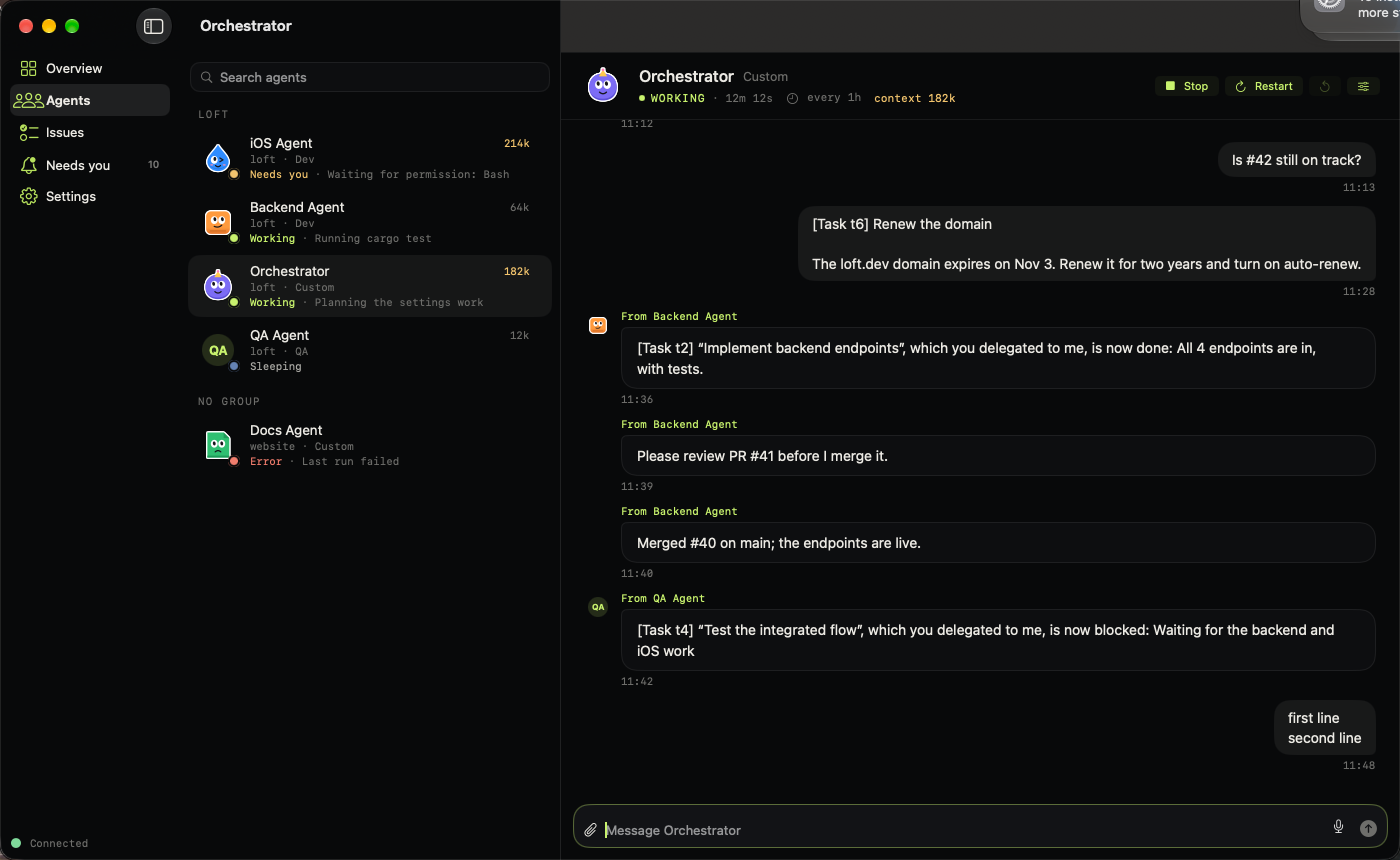 Orchestrator
Overview
Agents
Issues
Needs you 10
Settings
Connected
Search agents
LOFT
iOS Agent 214k
loft · Dev
Needs you · Waiting for permission: Bash
Backend Agent 64k
loft · Dev
Working · Running cargo test
Orchestrator 182k
loft · Custom
Working · Planning the settings work
QA
QA Agent 12k
loft · QA
Sleeping
NO GROUP
Docs Agent
website · Custom
Error · Last run failed
more s
Orchestrator Custom
WORKING · 12m 12s every 1h context 182k
Stop Restart
11:12
Is #42 still on track?
11:13
[Task t6] Renew the domain
The loft.dev domain expires on Nov 3. Renew it for two years and turn on auto-renew.
11:28
From Backend Agent
[Task t2] “Implement backend endpoints”, which you delegated to me, is now done: All 4 endpoints are in,
with tests.
11:36
From Backend Agent
Please review PR #41 before I merge it.
11:39
From Backend Agent
Merged #40 on main; the endpoints are live.
11:40
From QA Agent
QA
[Task t4] “Test the integrated flow”, which you delegated to me, is now blocked: Waiting for the backend and
iOS work
11:42
first line
second line
11:48
Message Orchestrator